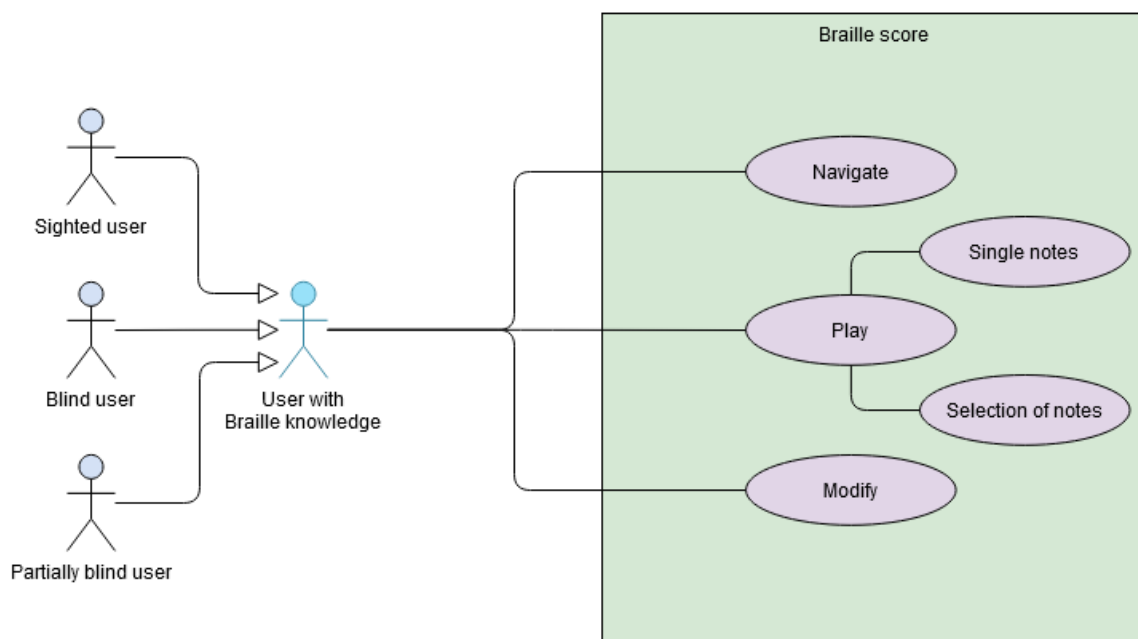 Braille score
Sighted user
Navigate
Single notes
Blind user
User with
Braille knowledge
Play
Selection of notes
Partially blind user
Modify